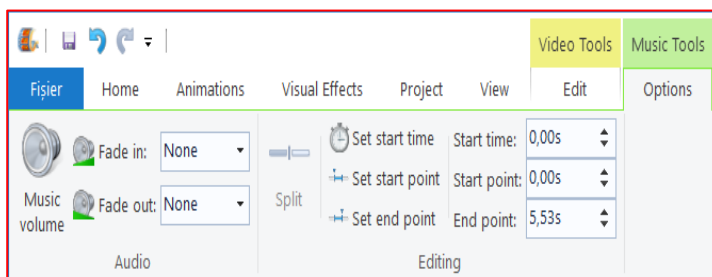 Video Tools Music Tools
Fișier Home Animations Visual Effects Project View Edit Options
Fade in: None Set start time Start time: 0,00s
Music volume Fade out: None Split Set start point Start point: 0,00s
Set end point End point: 5,53s
Audio Editing